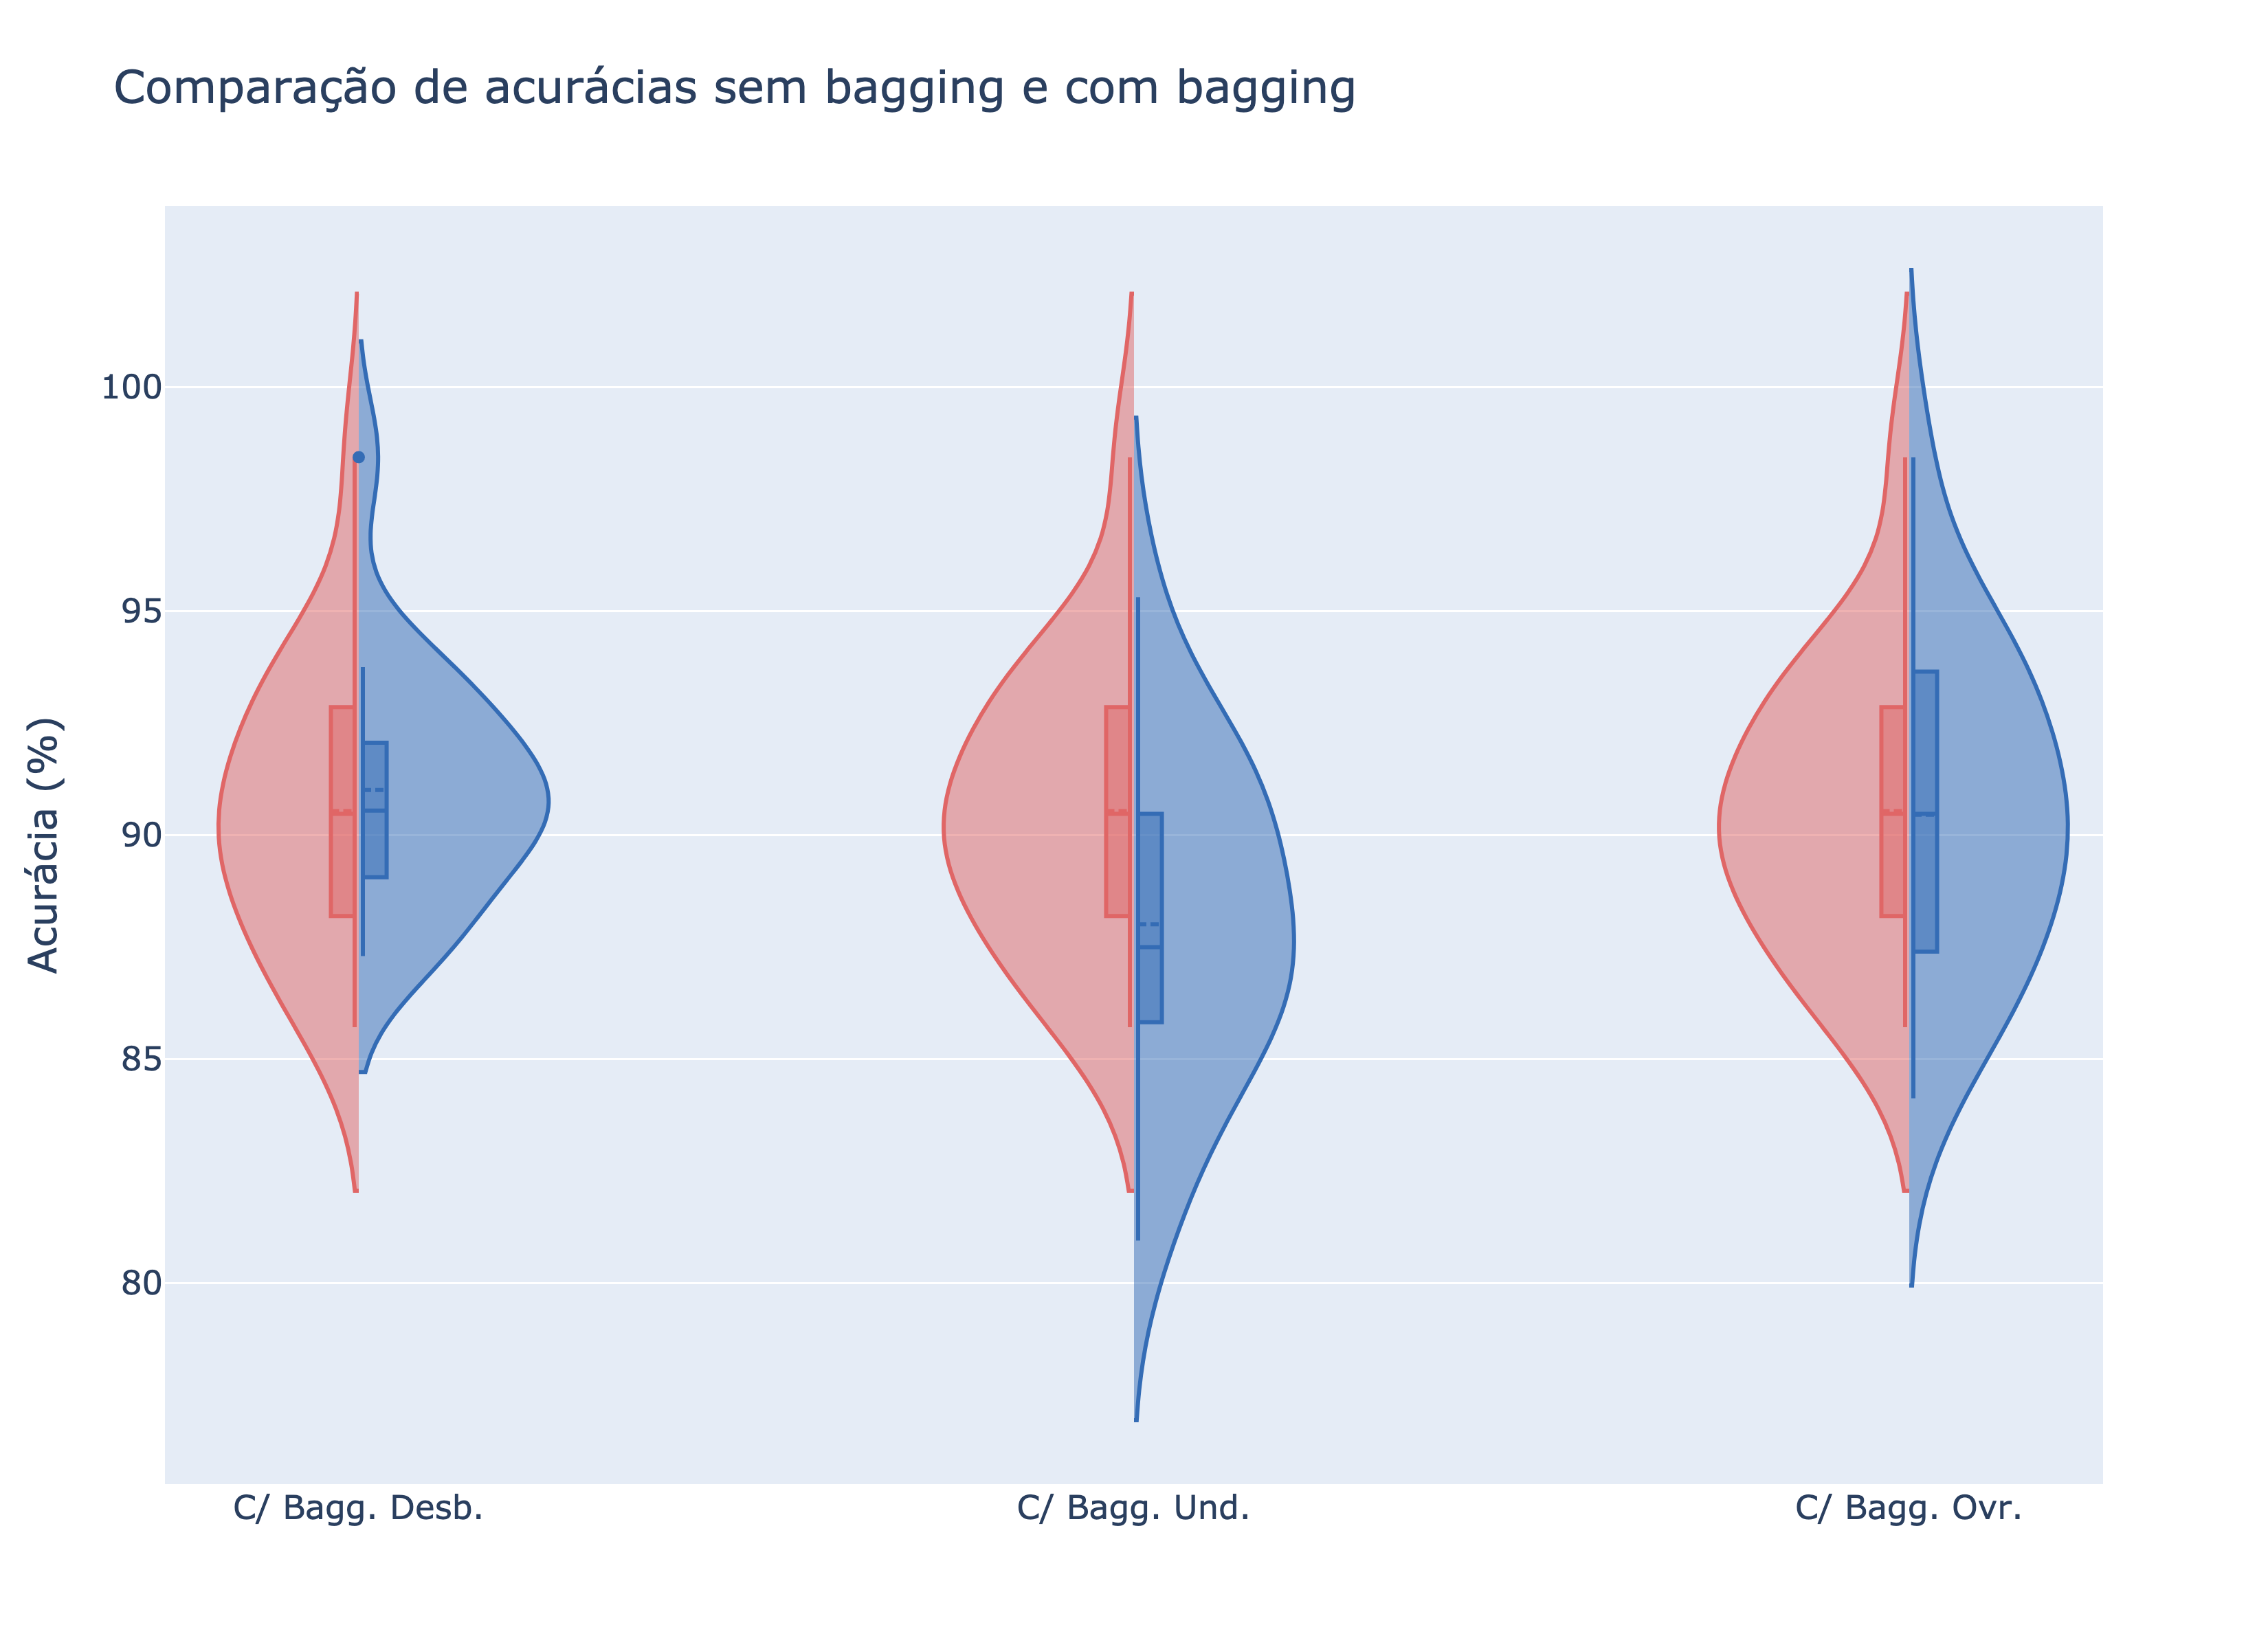 Comparação de acurácias sem bagging e com bagging
Acurácia (%)
100
95
90
85
80
C/ Bagg. Desb.
C/ Bagg. Und.
C/ Bagg. Ovr.